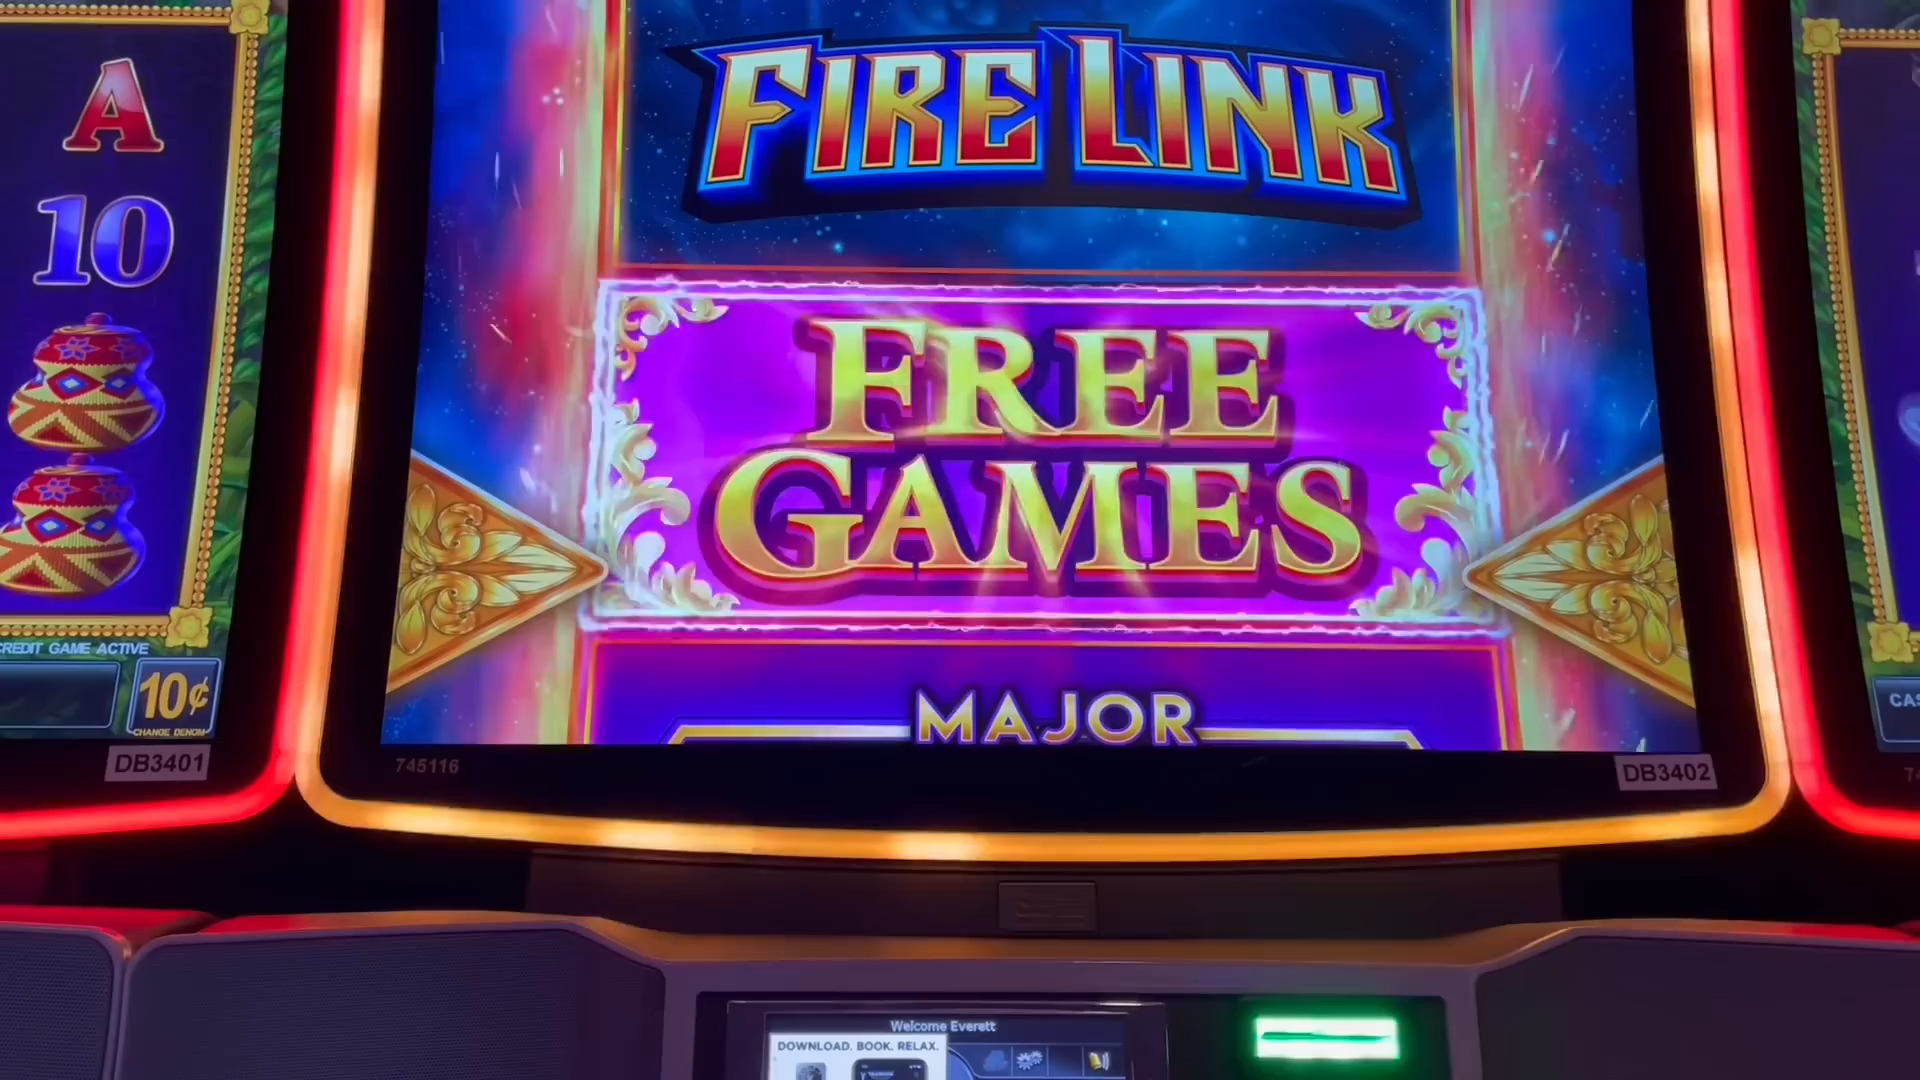 FIRE LINK
A
10
FREE
GAMES
CREDIT GAME ACTIVE
10¢
CHANGE DENOM
DB3401
MAJOR
745116
DB3402
CAS
Welcome Everett
DOWNLOAD. BOOK. RELAX.